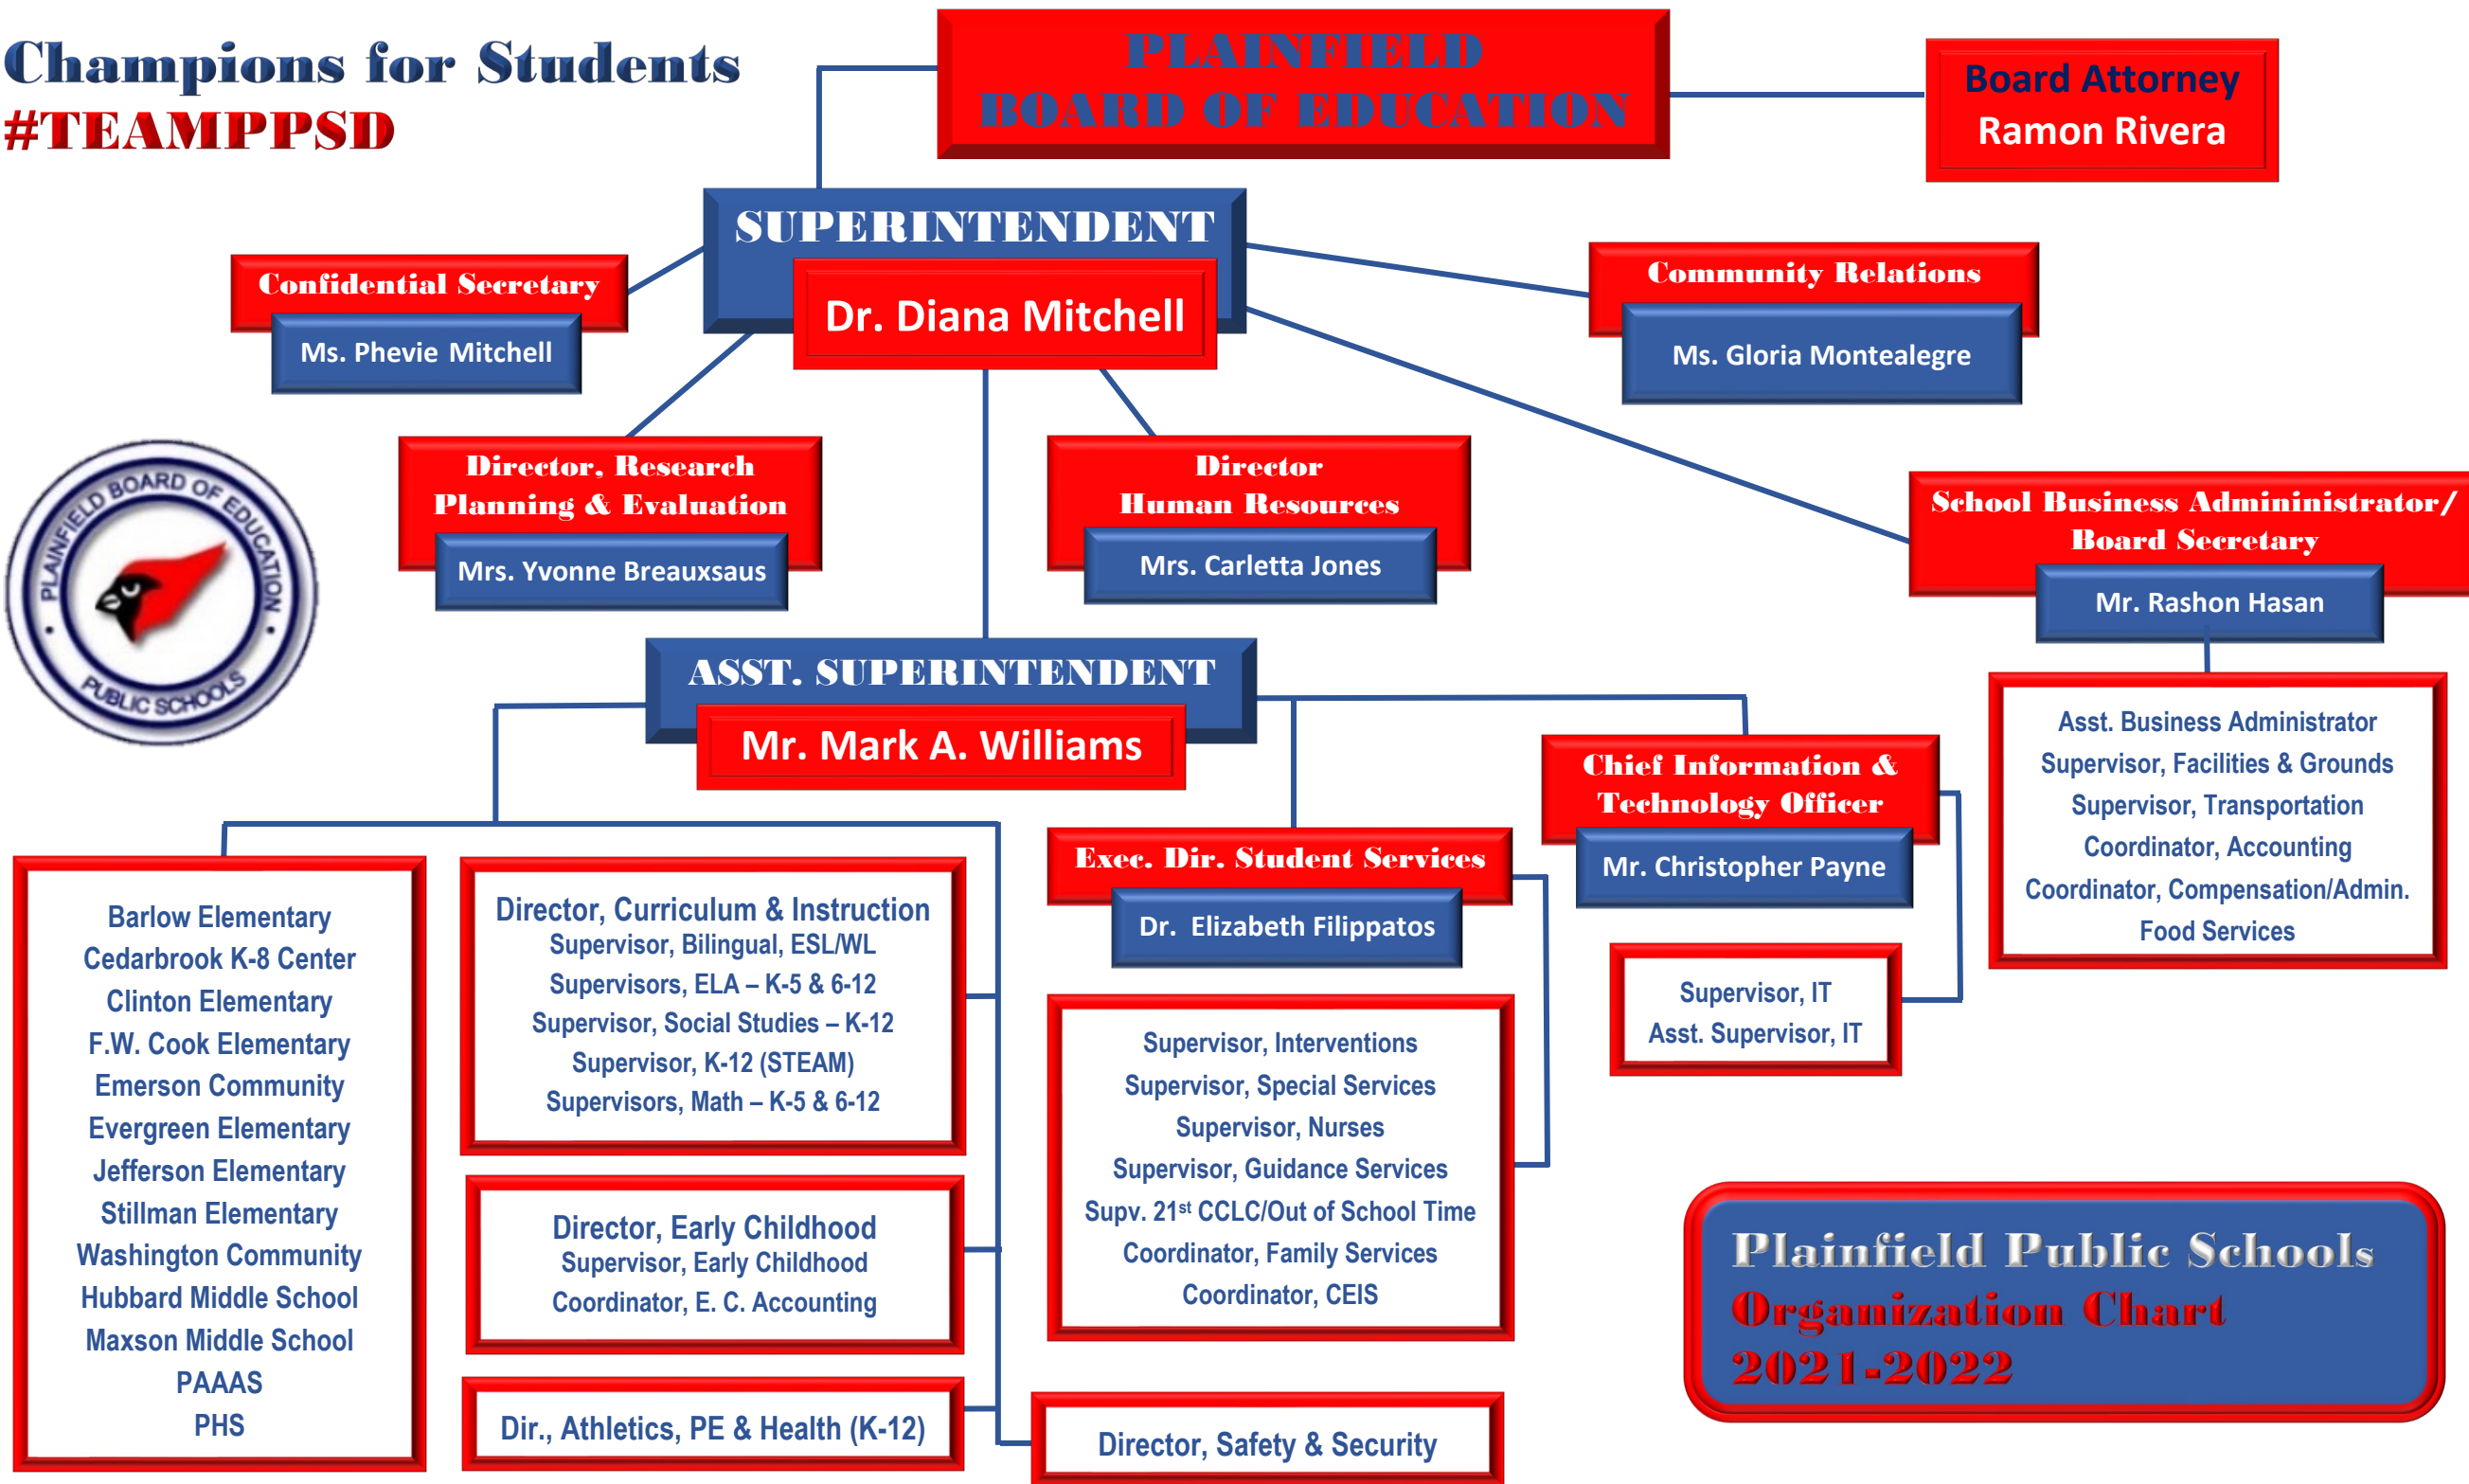 Champions for Students
#TEAMPPSD
PLAINFIELD
BOARD OF EDUCATION
Board Attorney
Ramon Rivera
SUPERINTENDENT
Dr. Diana Mitchell
Confidential Secretary
Ms. Phevie Mitchell
Community Relations
Ms. Gloria Montealegre
PLAINFIELD BOARD OF EDUCATION
PUBLIC SCHOOLS
Director, Research
Planning & Evaluation
Mrs. Yvonne Breauxsaus
Director
Human Resources
Mrs. Carletta Jones
School Business Admininistrator/
Board Secretary
Mr. Rashon Hasan
Asst. Business Administrator
Supervisor, Facilities & Grounds
Supervisor, Transportation
Coordinator, Accounting
Coordinator, Compensation/Admin.
Food Services
ASST. SUPERINTENDENT
Mr. Mark A. Williams
Barlow Elementary
Cedarbrook K-8 Center
Clinton Elementary
F.W. Cook Elementary
Emerson Community
Evergreen Elementary
Jefferson Elementary
Stillman Elementary
Washington Community
Hubbard Middle School
Maxson Middle School
PAAAS
PHS
Director, Curriculum & Instruction
Supervisor, Bilingual, ESL/WL
Supervisors, ELA – K-5 & 6-12
Supervisor, Social Studies – K-12
Supervisor, K-12 (STEAM)
Supervisors, Math – K-5 & 6-12
Director, Early Childhood
Supervisor, Early Childhood
Coordinator, E. C. Accounting
Dir., Athletics, PE & Health (K-12)
Director, Safety & Security
Exec. Dir. Student Services
Dr. Elizabeth Filippatos
Supervisor, Interventions
Supervisor, Special Services
Supervisor, Nurses
Supervisor, Guidance Services
Supv. 21st CCLC/Out of School Time
Coordinator, Family Services
Coordinator, CEIS
Chief Information &
Technology Officer
Mr. Christopher Payne
Supervisor, IT
Asst. Supervisor, IT
Plainfield Public Schools
Organization Chart
2021-2022